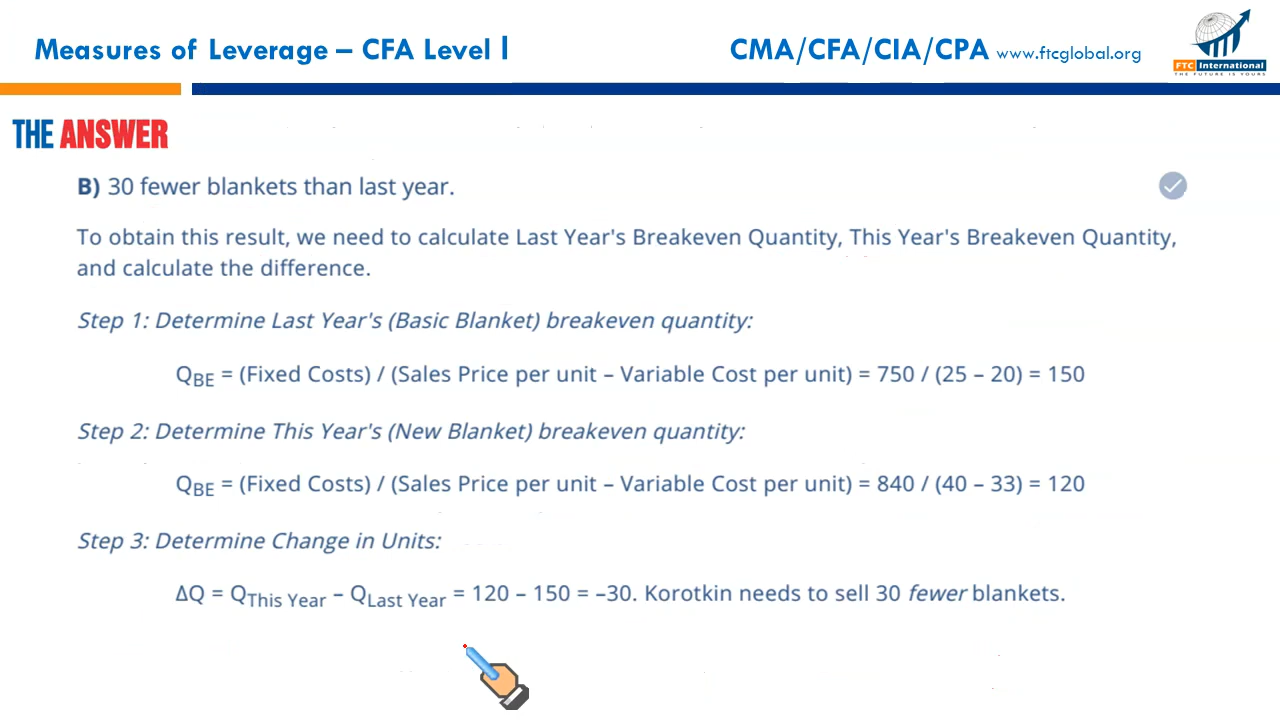 Measures of Leverage – CFA Level I
CMA/CFA/CIA/CPA www.ftcglobal.org
FTC International
THE FUTURE IS YOURS
THE ANSWER
B) 30 fewer blankets than last year.
To obtain this result, we need to calculate Last Year's Breakeven Quantity, This Year's Breakeven Quantity,
and calculate the difference.
Step 1: Determine Last Year's (Basic Blanket) breakeven quantity:
QBE = (Fixed Costs) / (Sales Price per unit – Variable Cost per unit) = 750 / (25 – 20) = 150
Step 2: Determine This Year's (New Blanket) breakeven quantity:
QBE = (Fixed Costs) / (Sales Price per unit – Variable Cost per unit) = 840 / (40 – 33) = 120
Step 3: Determine Change in Units:
ΔQ = QThis Year – QLast Year = 120 – 150 = –30. Korotkin needs to sell 30 fewer blankets.